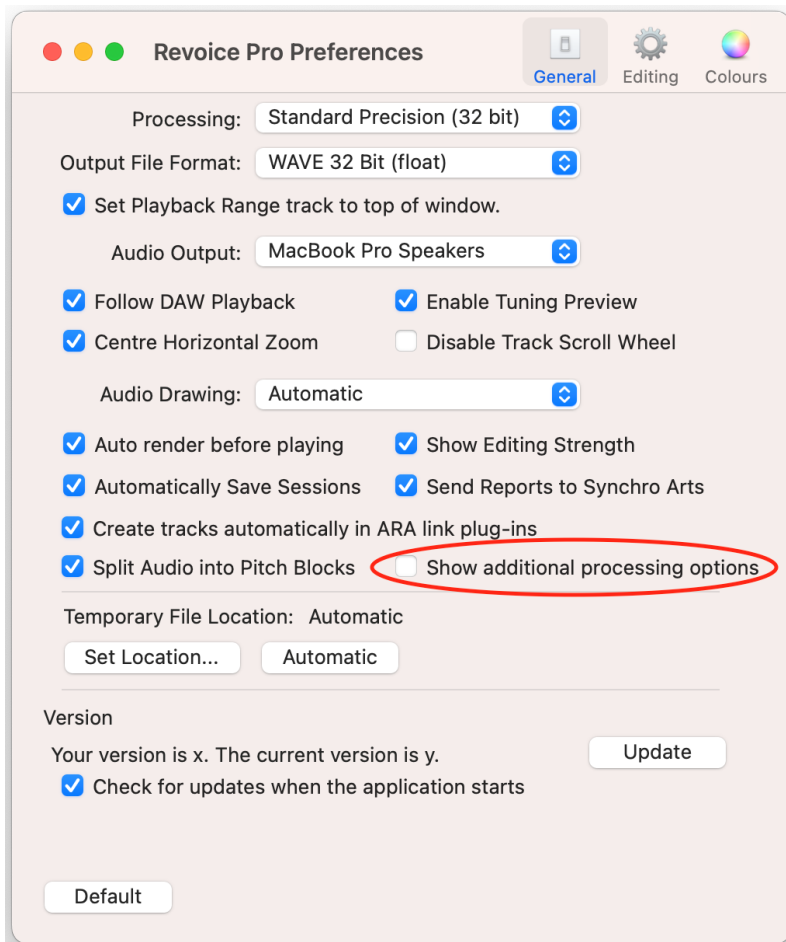 Revoice Pro Preferences
General Editing Colours
Processing: Standard Precision (32 bit)
Output File Format: WAVE 32 Bit (float)
Set Playback Range track to top of window.
Audio Output: MacBook Pro Speakers
Follow DAW Playback Enable Tuning Preview
Centre Horizontal Zoom Disable Track Scroll Wheel
Audio Drawing: Automatic
Auto render before playing Show Editing Strength
Automatically Save Sessions Send Reports to Synchro Arts
Create tracks automatically in ARA link plug-ins
Split Audio into Pitch Blocks Show additional processing options
Temporary File Location: Automatic
Set Location... Automatic
Version
Your version is x. The current version is y. Update
Check for updates when the application starts
Default